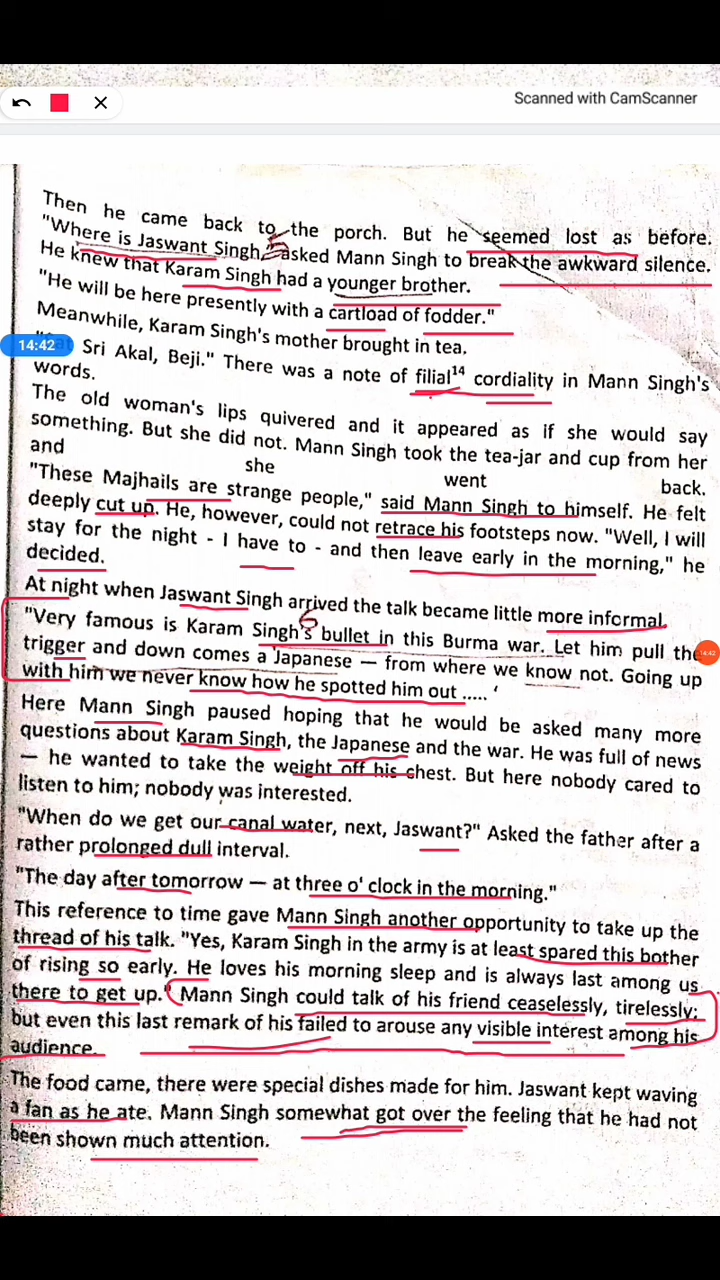 Scanned with CamScanner
Then he came back to the porch. But he seemed lost as before.
"Where is Jaswant Singh, asked Mann Singh to break the awkward silence.
He knew that Karam Singh had a younger brother.
"He will be here presently with a cartload of fodder."
Meanwhile, Karam Singh's mother brought in tea.
14:42
Sri Akal, Beji." There was a note of filial14 cordiality in Mann Singh's
words.
The old woman's lips quivered and it appeared as if she would say
something. But she did not. Mann Singh took the tea-jar and cup from her
and she went back.
"These Majhails are strange people," said Mann Singh to himself. He felt
deeply cut up. He, however, could not retrace his footsteps now. "Well, I will
stay for the night - I have to - and then leave early in the morning," he
decided.
At night when Jaswant Singh arrived the talk became little more informal.
"Very famous is Karam Singh's bullet in this Burma war. Let him pull the
14:42
trigger and down comes a Japanese — from where we know not. Going up
with him we never know how he spotted him out ..... '
Here Mann Singh paused hoping that he would be asked many more
questions about Karam Singh, the Japanese and the war. He was full of news
— he wanted to take the weight off his chest. But here nobody cared to
listen to him; nobody was interested.
"When do we get our canal water, next, Jaswant?" Asked the father after a
rather prolonged dull interval.
"The day after tomorrow — at three o' clock in the morning."
This reference to time gave Mann Singh another opportunity to take up the
thread of his talk. "Yes, Karam Singh in the army is at least spared this bother
of rising so early. He loves his morning sleep and is always last among us
there to get up." Mann Singh could talk of his friend ceaselessly, tirelessly;
but even this last remark of his failed to arouse any visible interest among his
audience.
The food came, there were special dishes made for him. Jaswant kept waving
a fan as he ate. Mann Singh somewhat got over the feeling that he had not
been shown much attention.